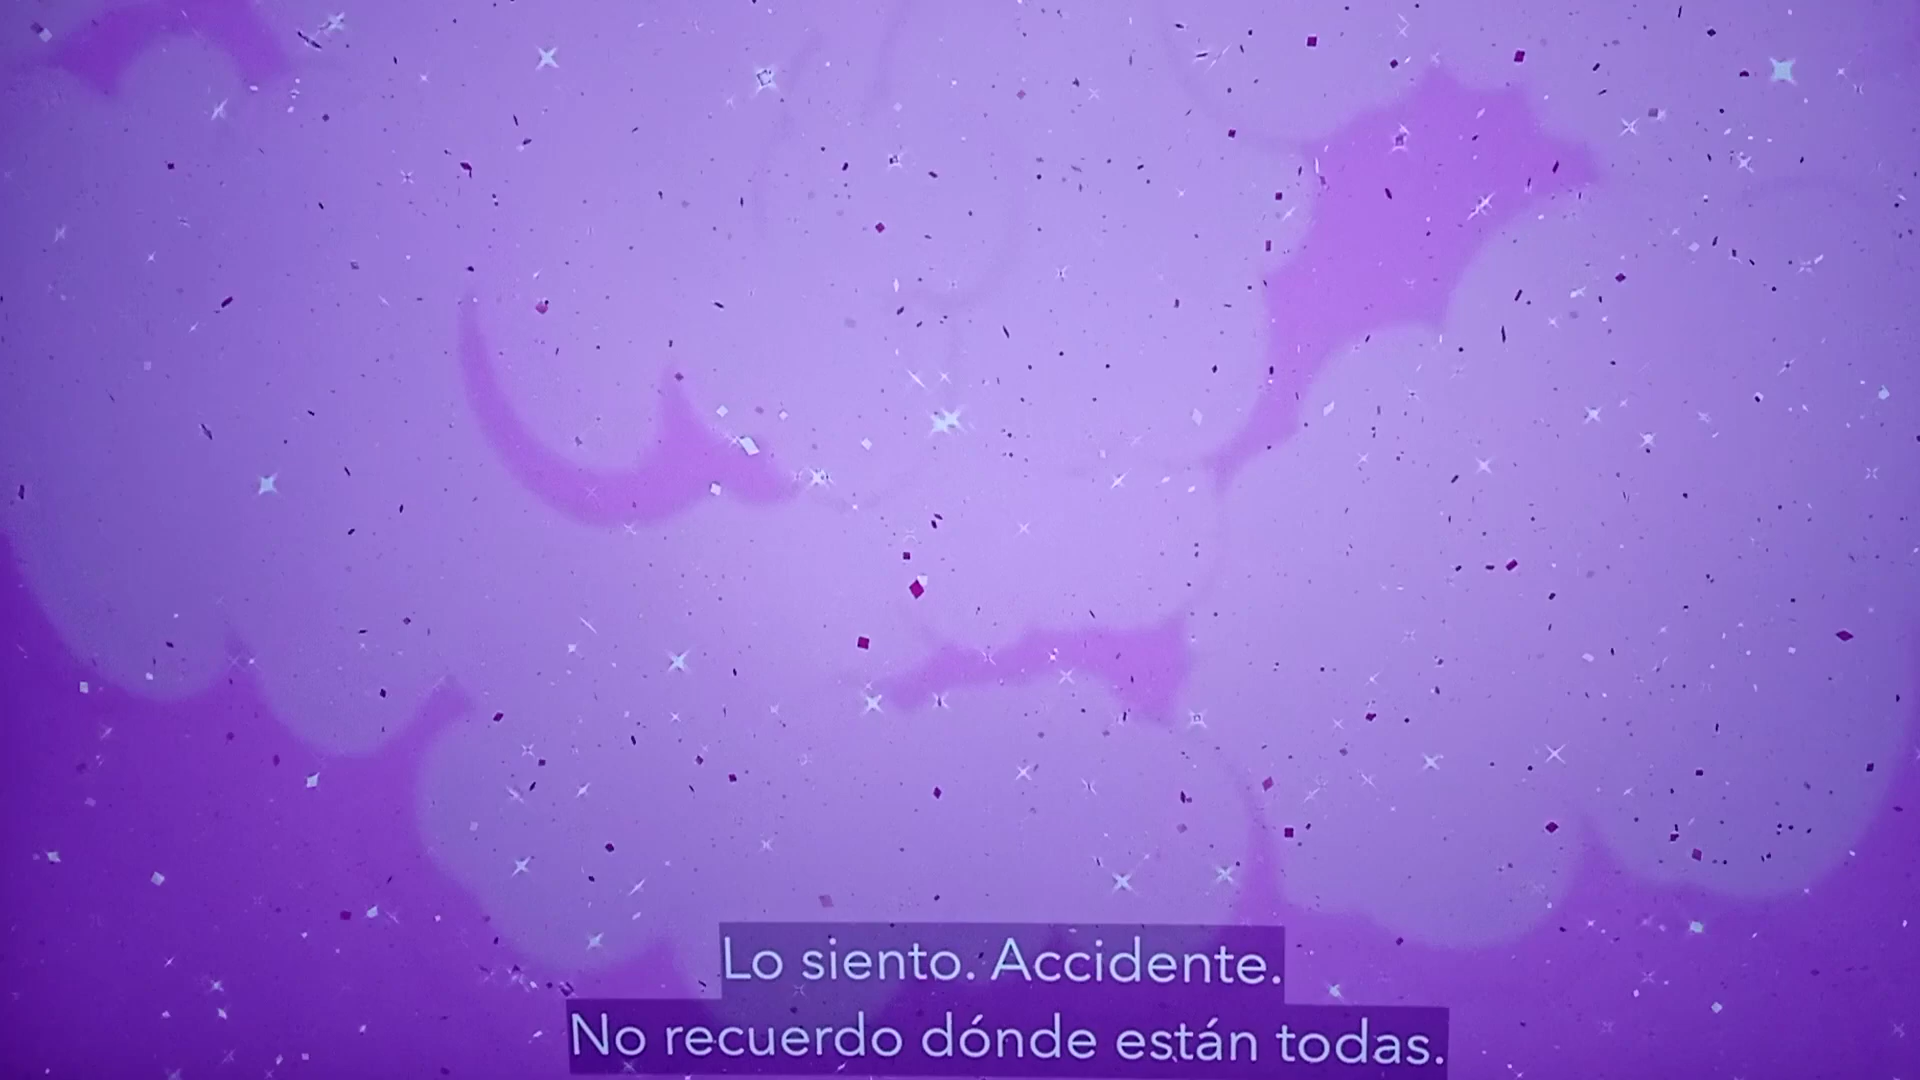 Lo siento. Accidente.
No recuerdo dónde están todas.